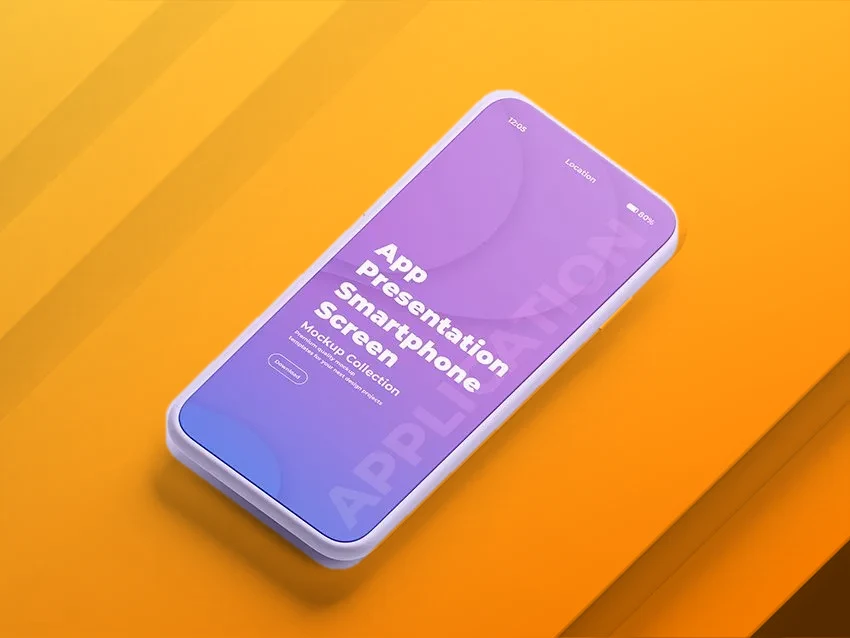 12:05
Location
80%
App
Presentation
Smartphone
Screen
Mockup Collection
Premium quality mockup
templates for your next design projects
Download
APPLICATION